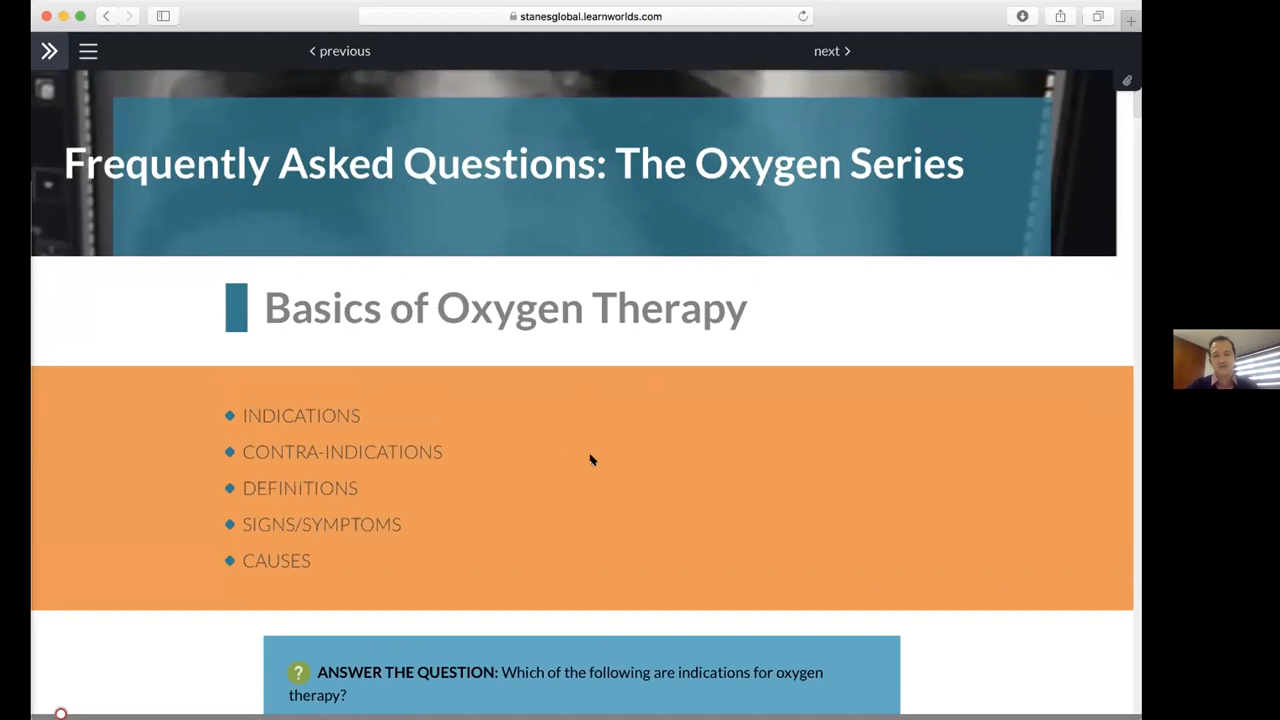 stanesglobal.learnworlds.com
previous
next
Frequently Asked Questions: The Oxygen Series
Basics of Oxygen Therapy
INDICATIONS
CONTRA-INDICATIONS
DEFINITIONS
SIGNS/SYMPTOMS
CAUSES
? ANSWER THE QUESTION: Which of the following are indications for oxygen
therapy?